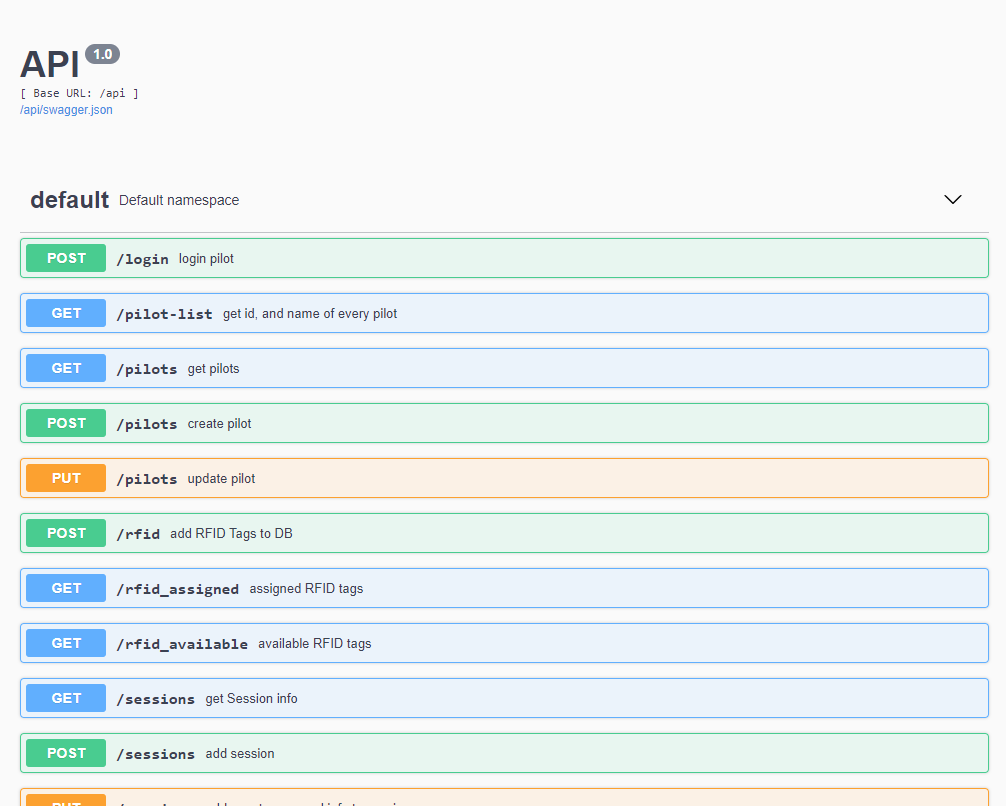 API 1.0
[ Base URL: /api ]
/api/swagger.json
default Default namespace
POST /login login pilot
GET /pilot-list get id, and name of every pilot
GET /pilots get pilots
POST /pilots create pilot
PUT /pilots update pilot
POST /rfid add RFID Tags to DB
GET /rfid_assigned assigned RFID tags
GET /rfid_available available RFID tags
GET /sessions get Session info
POST /sessions add session
PUT